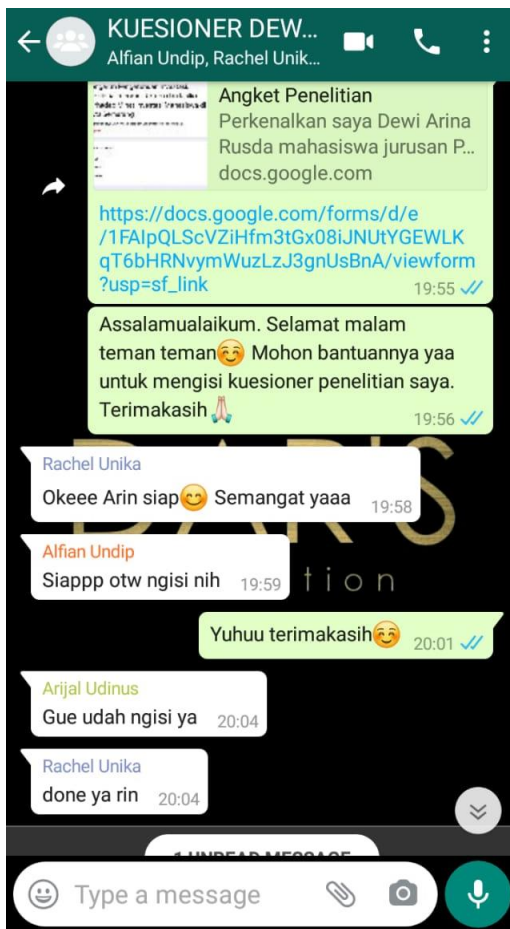 KUESIONER DEW...
Alfian Undip, Rachel Unik...
Angket Penelitian
Perkenalkan saya Dewi Arina
Rusda mahasiswa jurusan P...
docs.google.com
https://docs.google.com/forms/d/e
/1FAIpQLScVZiHfm3tGx08iJNUtYGEWLK
qT6bHRNvymWuzLzJ3gnUsBnA/viewform
?usp=sf_link
19:55
Assalamualaikum. Selamat malam
teman teman😊 Mohon bantuannya yaa
untuk mengisi kuesioner penelitian saya.
Terimakasih🙏
19:56
Rachel Unika
Okeee Arin siap😊 Semangat yaaa 19:58
Alfian Undip
Siappp otw ngisi nih 19:59
tion
Yuhuu terimakasih😊 20:01
Arijal Udinus
Gue udah ngisi ya 20:04
Rachel Unika
done ya rin 20:04
1 UNREAD MESSAGE
Type a message